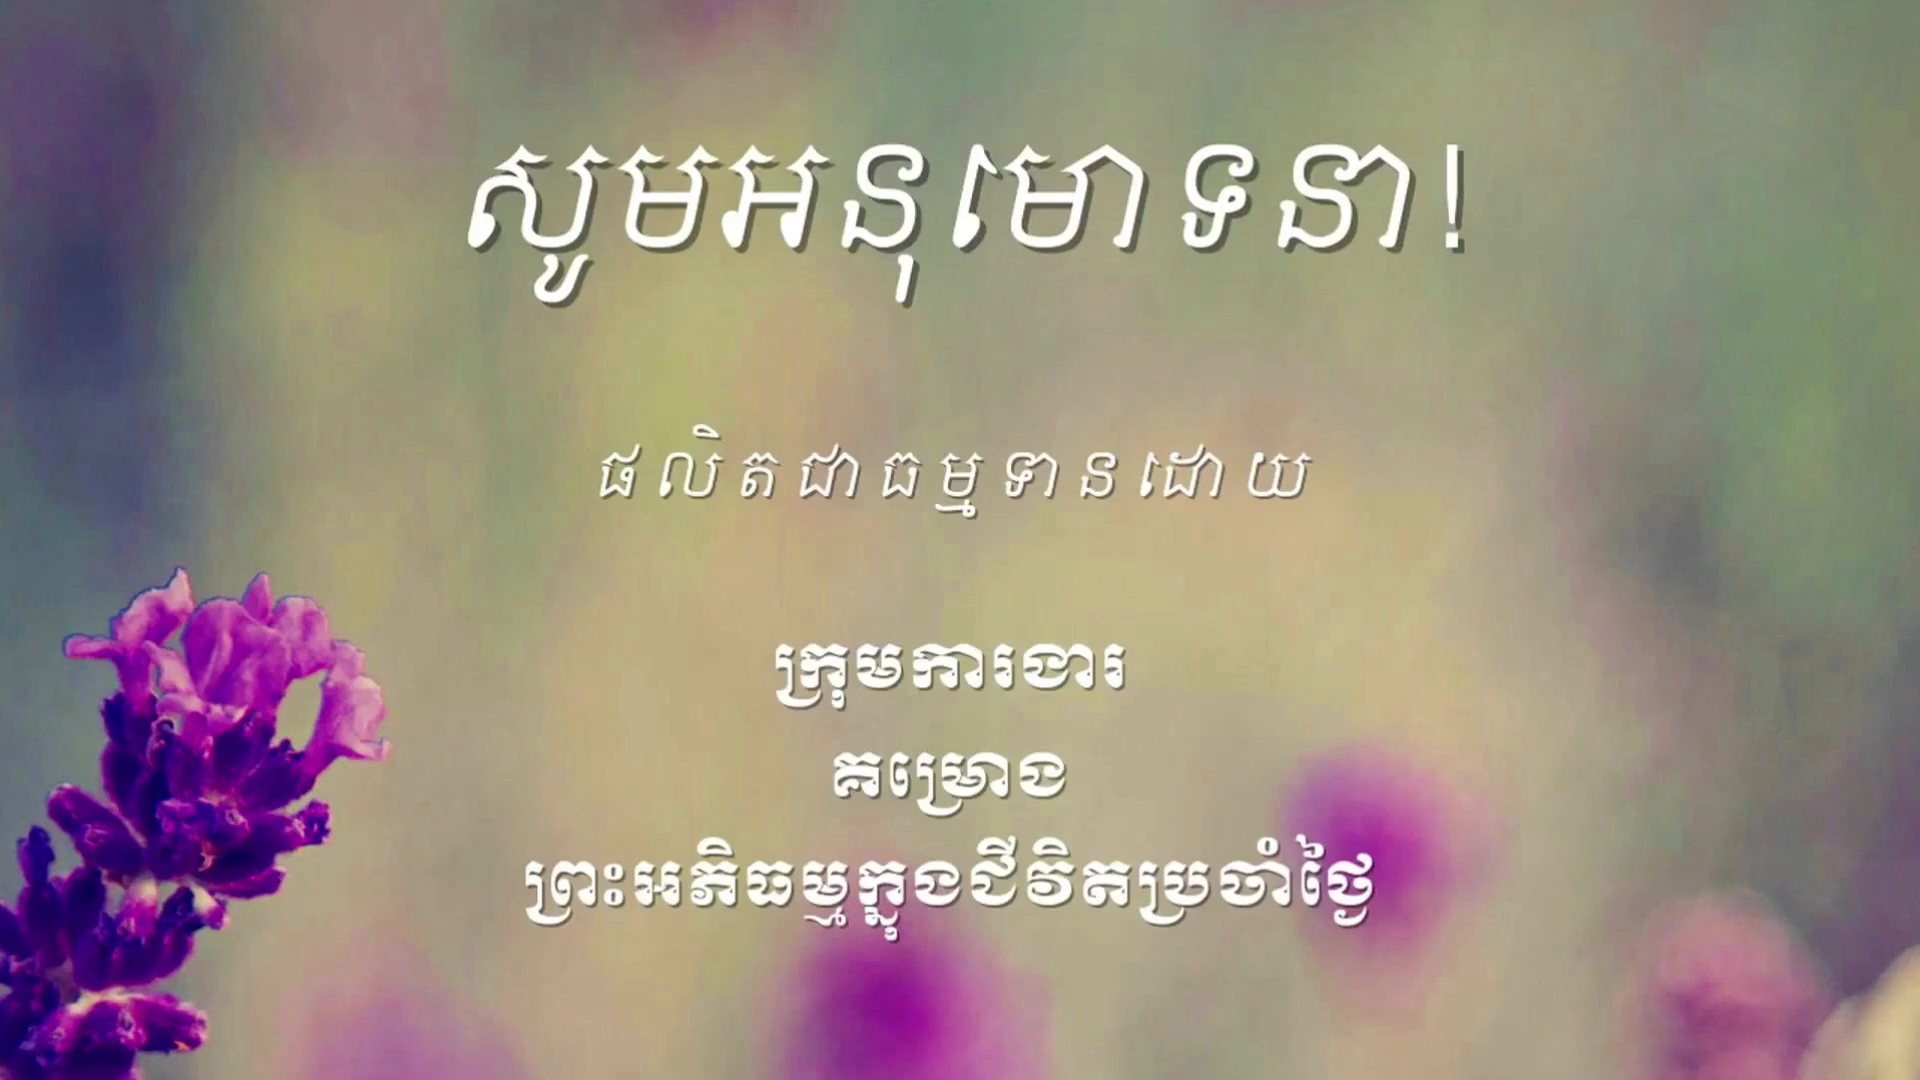 សូមអនុមោទនា!
ផលិតជាធម្មទានដោយ
ក្រុមការងារ
គម្រោង
ព្រះអភិធម្មក្នុងជីវិតប្រចាំថ្ងៃ